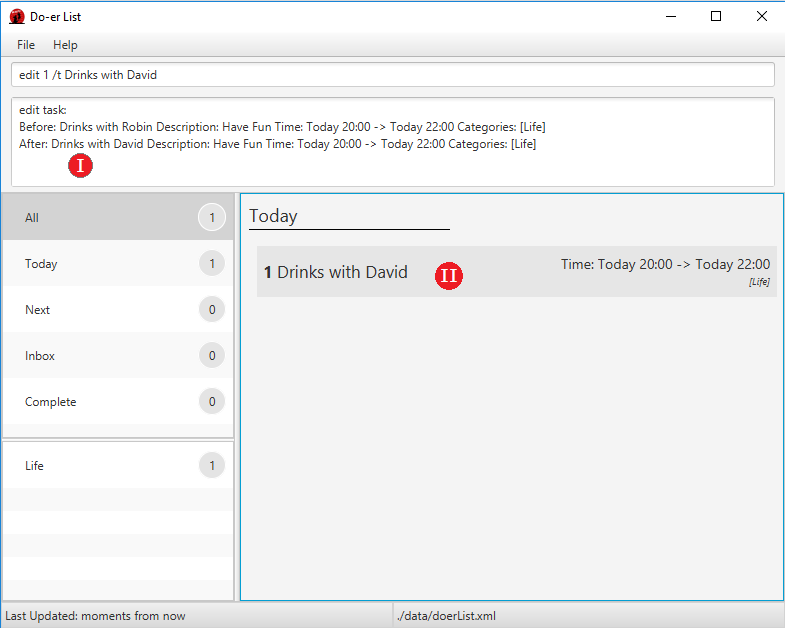 Do-er List
File Help
edit 1 /t Drinks with David
edit task:
Before: Drinks with Robin Description: Have Fun Time: Today 20:00 -> Today 22:00 Categories: [Life]
After: Drinks with David Description: Have Fun Time: Today 20:00 -> Today 22:00 Categories: [Life]
I
All 1
Today 1
Next 0
Inbox 0
Complete 0
Life 1
Today
1 Drinks with David II Time: Today 20:00 -> Today 22:00
[Life]
Last Updated: moments from now ./data/doerList.xml